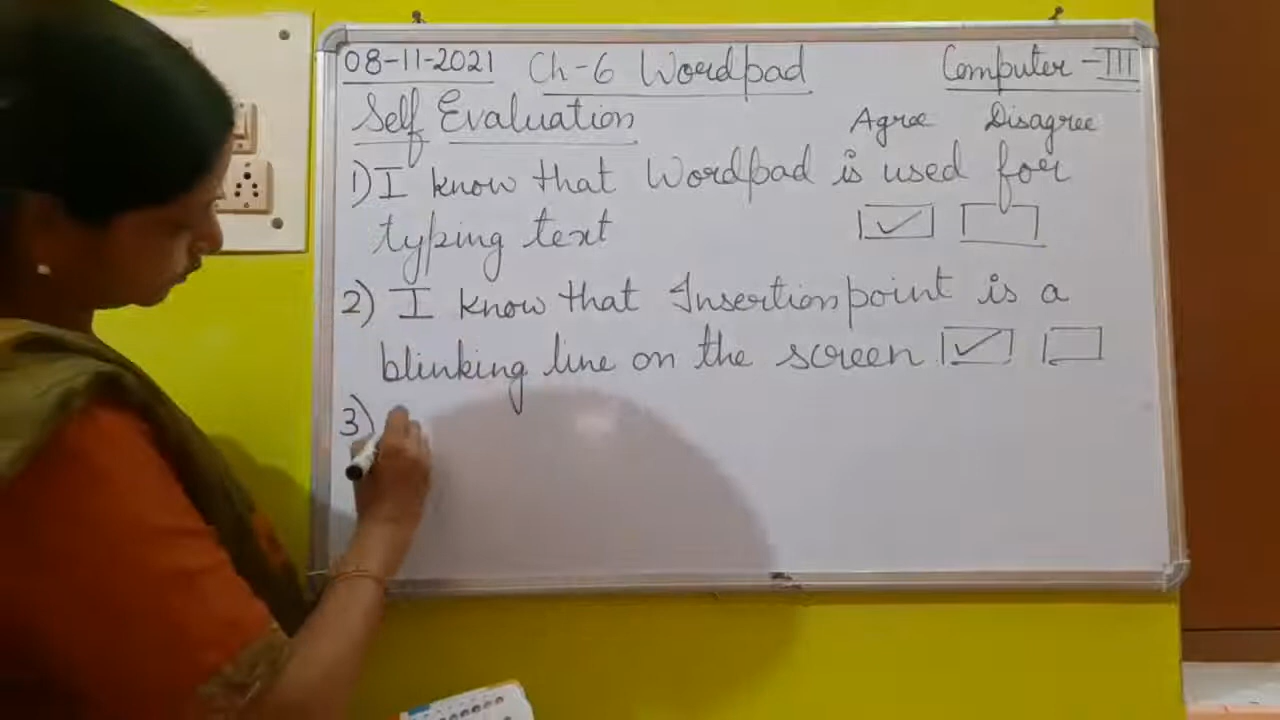 08-11-2021 Ch-6 Wordpad Computer-III
Self Evaluation Agree Disagree
1) I know that Wordpad is used for
typing text
2) I know that Insertion point is a
blinking line on the screen
3)